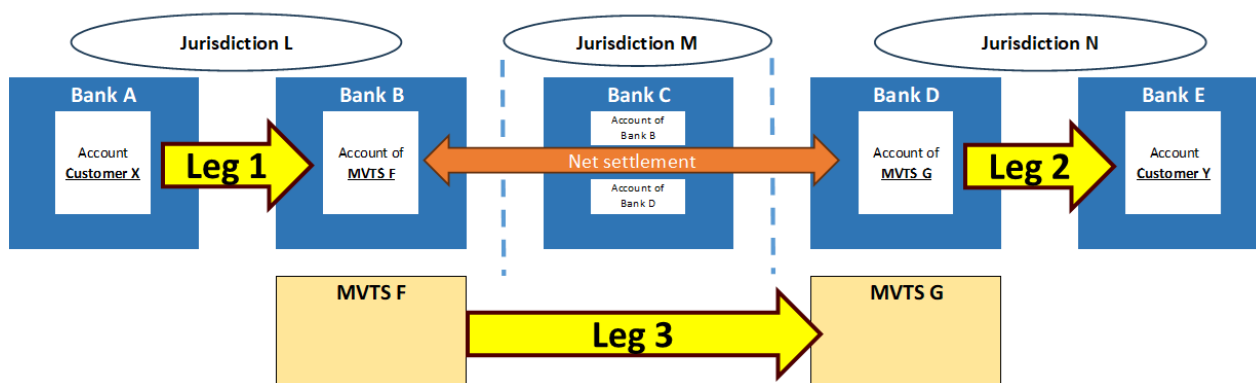 Jurisdiction L
Jurisdiction M
Jurisdiction N
Bank A
Account
Customer X
Leg 1
Bank B
Account of
MVTS F
Bank C
Account of
Bank B
Net settlement
Account of
Bank D
Bank D
Account of
MVTS G
Leg 2
Bank E
Account
Customer Y
MVTS F
Leg 3
MVTS G